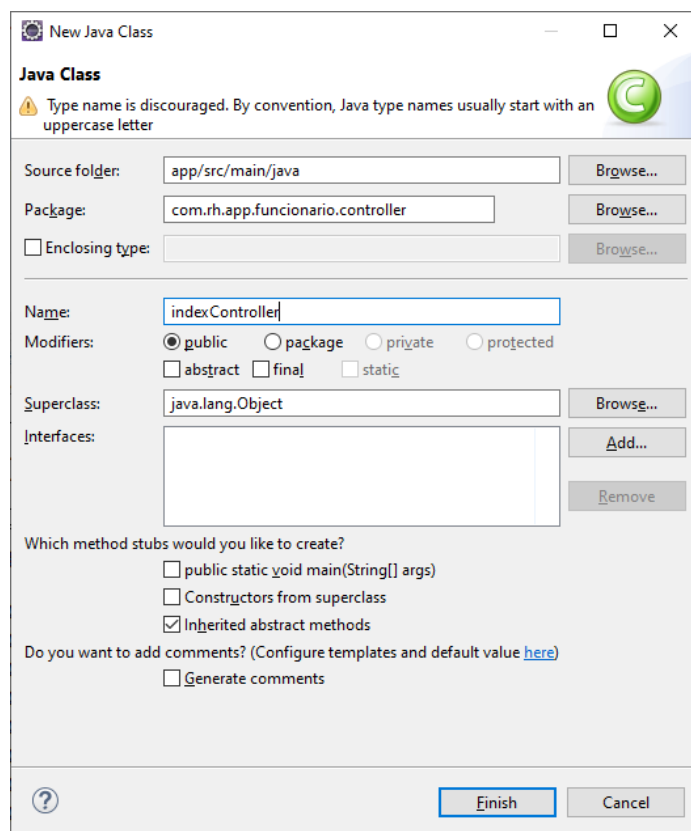 New Java Class
Java Class
Type name is discouraged. By convention, Java type names usually start with an
uppercase letter
Source folder: app/src/main/java Browse...
Package: com.rh.app.funcionario.controller Browse...
Enclosing type: Browse...
Name: indexController
Modifiers: public package private protected
abstract final static
Superclass: java.lang.Object Browse...
Interfaces: Add...
Remove
Which method stubs would you like to create?
public static void main(String[] args)
Constructors from superclass
Inherited abstract methods
Do you want to add comments? (Configure templates and default value here)
Generate comments
? Finish Cancel